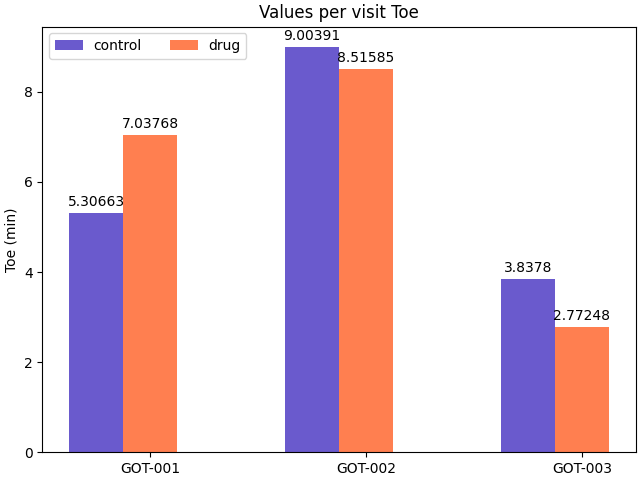 Values per visit Toe
control
drug
9.00391
8.51585
7.03768
5.30663
3.8378
2.77248
Toe (min)
8
6
4
2
0
GOT-001
GOT-002
GOT-003